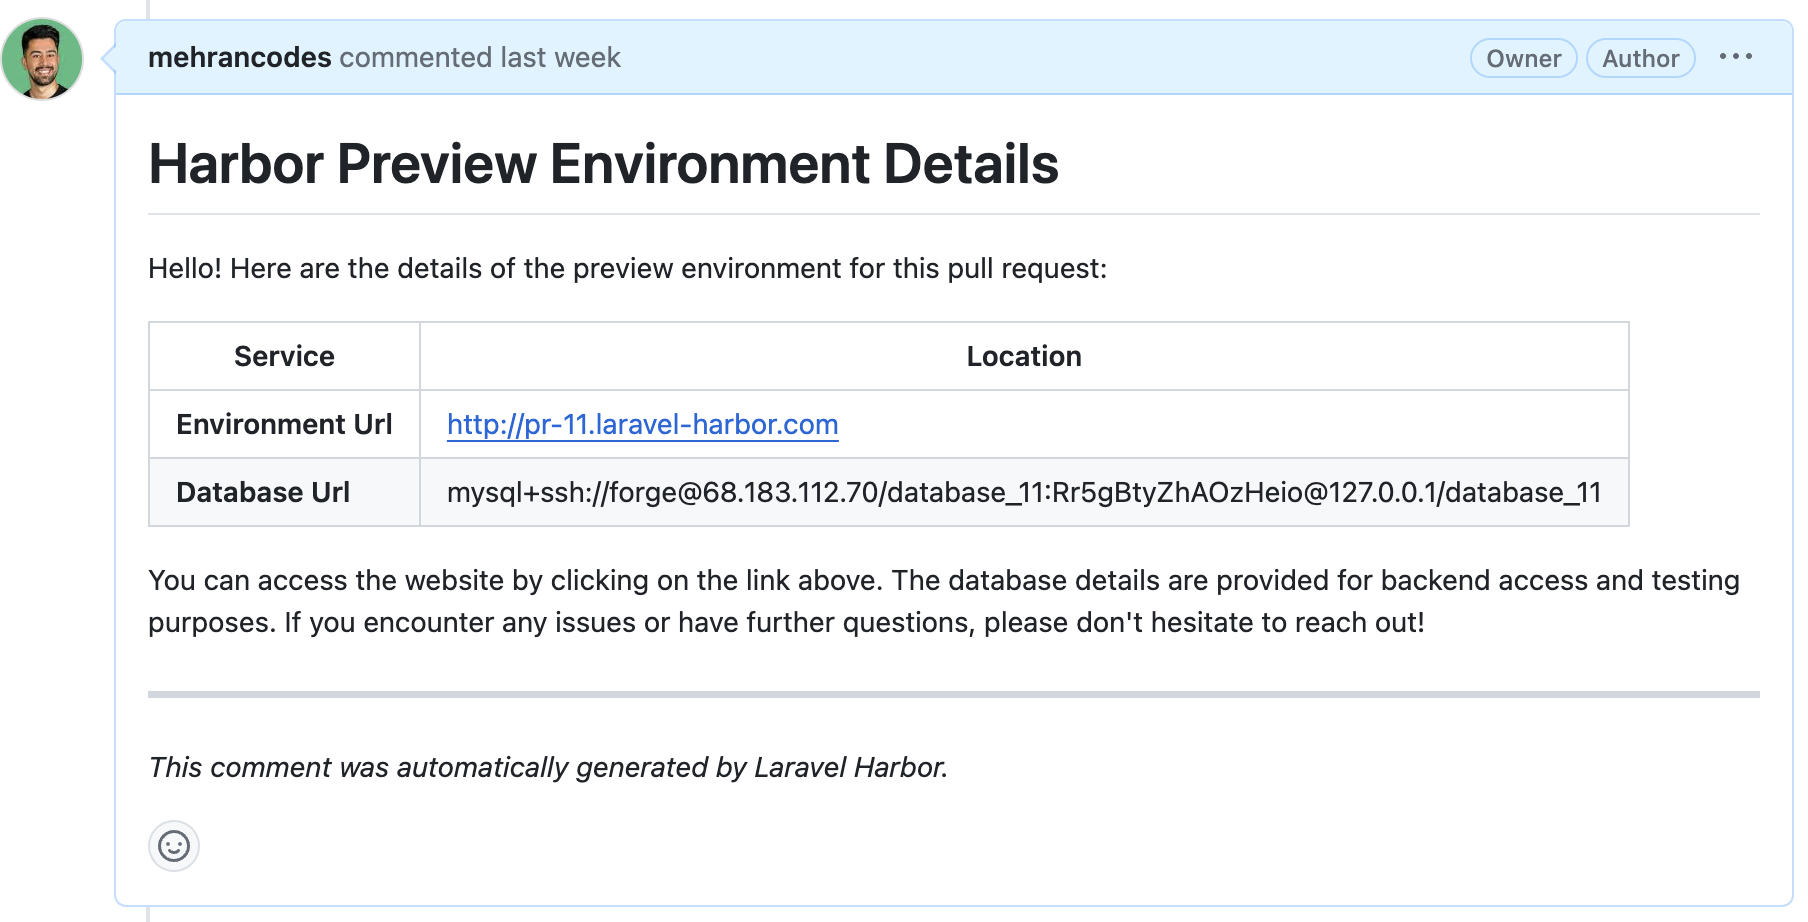 mehrancodes commented last week
Owner
Author
Harbor Preview Environment Details
Hello! Here are the details of the preview environment for this pull request:
Service Location
Environment Url http://pr-11.laravel-harbor.com
Database Url mysql+ssh://forge@68.183.112.70/database_11:Rr5gBtyZhAOzHeio@127.0.0.1/database_11
You can access the website by clicking on the link above. The database details are provided for backend access and testing
purposes. If you encounter any issues or have further questions, please don't hesitate to reach out!
This comment was automatically generated by Laravel Harbor.